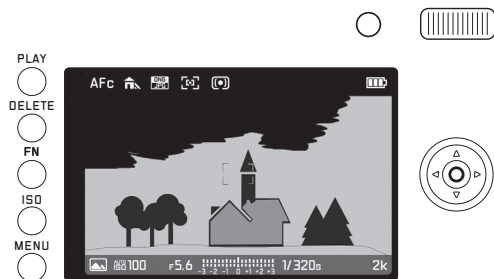 PLAY
DELETE
FN
ISO
MENU
AFc DNG JPG
AUTO ISO 100 F5.6 -3 -2 -1 0 +1 +2 +3 1/320s 2k